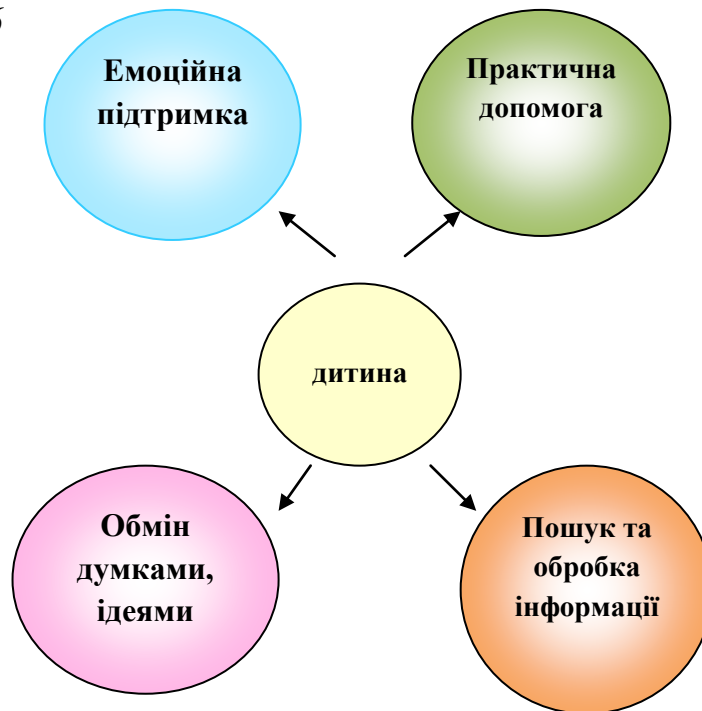 б
Емоційна
підтримка
Практична
допомога
дитина
Обмін
думками,
ідеями
Пошук та
обробка
інформації